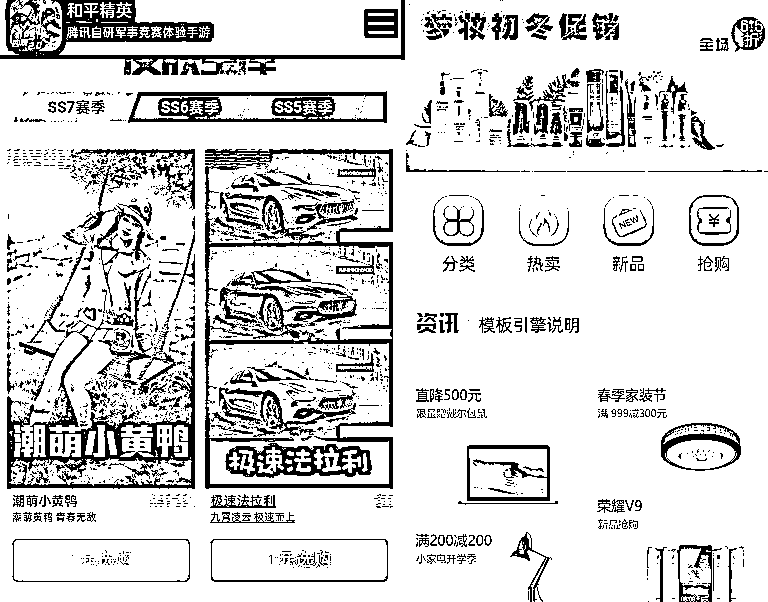 和平精英
腾讯自研军事竞赛体验手游
SS7赛季
SS6赛季
SS5赛季
潮萌小黄鸭
极速法拉利
潮萌小黄鸭
萌萌黄鸭 青春无敌
极速法拉利
九霄凌云 极速而上
梦妆初冬促销
全场
分类
热卖
NEW
新品
¥
抢购
资讯
模板引擎说明
直降500元
春季家装节
满 999减300元
荣耀V9
新品抢购
满200减200
小家电开学季